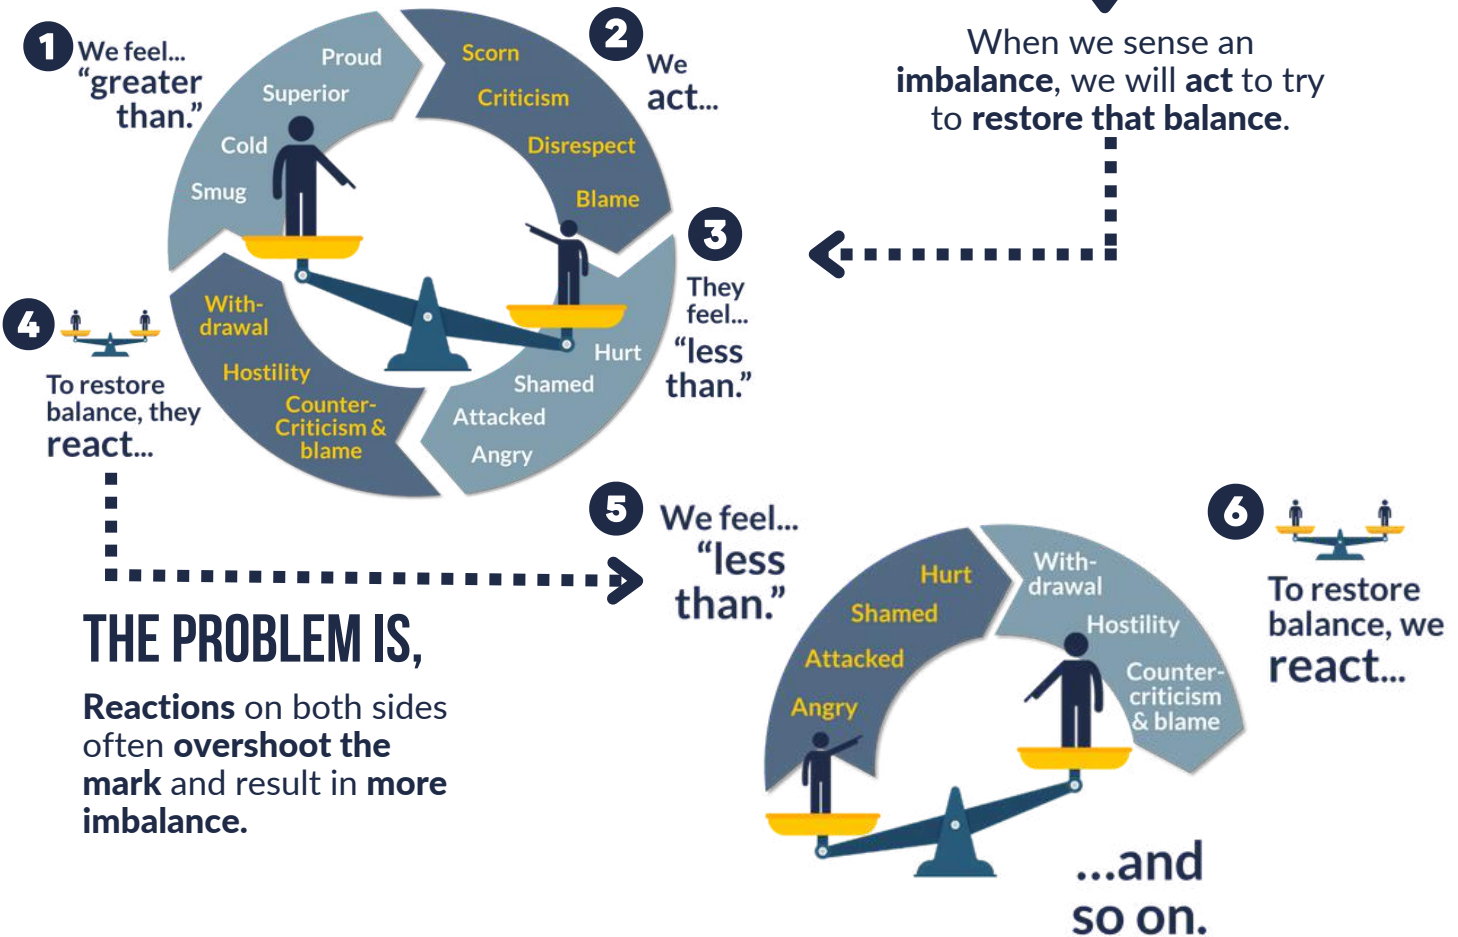 When we sense an
imbalance, we will act to try
to restore that balance.
1
We feel...
“greater
than.”
Proud
Superior
Cold
Smug
2
We
act...
Scorn
Criticism
Disrespect
Blame
3
They
feel...
“less
than.”
Hurt
Shamed
Attacked
Angry
4
To restore
balance, they
react...
With-
drawal
Hostility
Counter-
Criticism &
blame
THE PROBLEM IS,
Reactions on both sides
often overshoot the
mark and result in more
imbalance.
5
We feel...
“less
than.”
Hurt
Shamed
Attacked
Angry
6
To restore
balance, we
react...
With-
drawal
Hostility
Counter-
criticism
& blame
...and
so on.